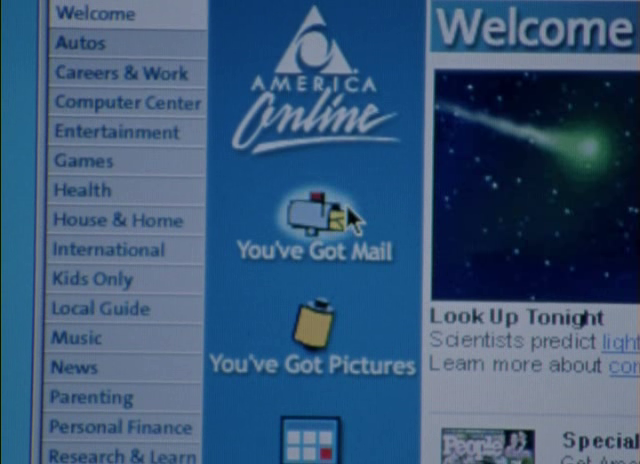 Welcome
Autos
Careers & Work
Computer Center
Entertainment
Games
Health
House & Home
International
Kids Only
Local Guide
Music
News
Parenting
Personal Finance
Research & Learn
AMERICA
Online
You've Got Mail
You've Got Pictures
Welcome
Look Up Tonight
Scientists predict light
Learn more about
People
Special